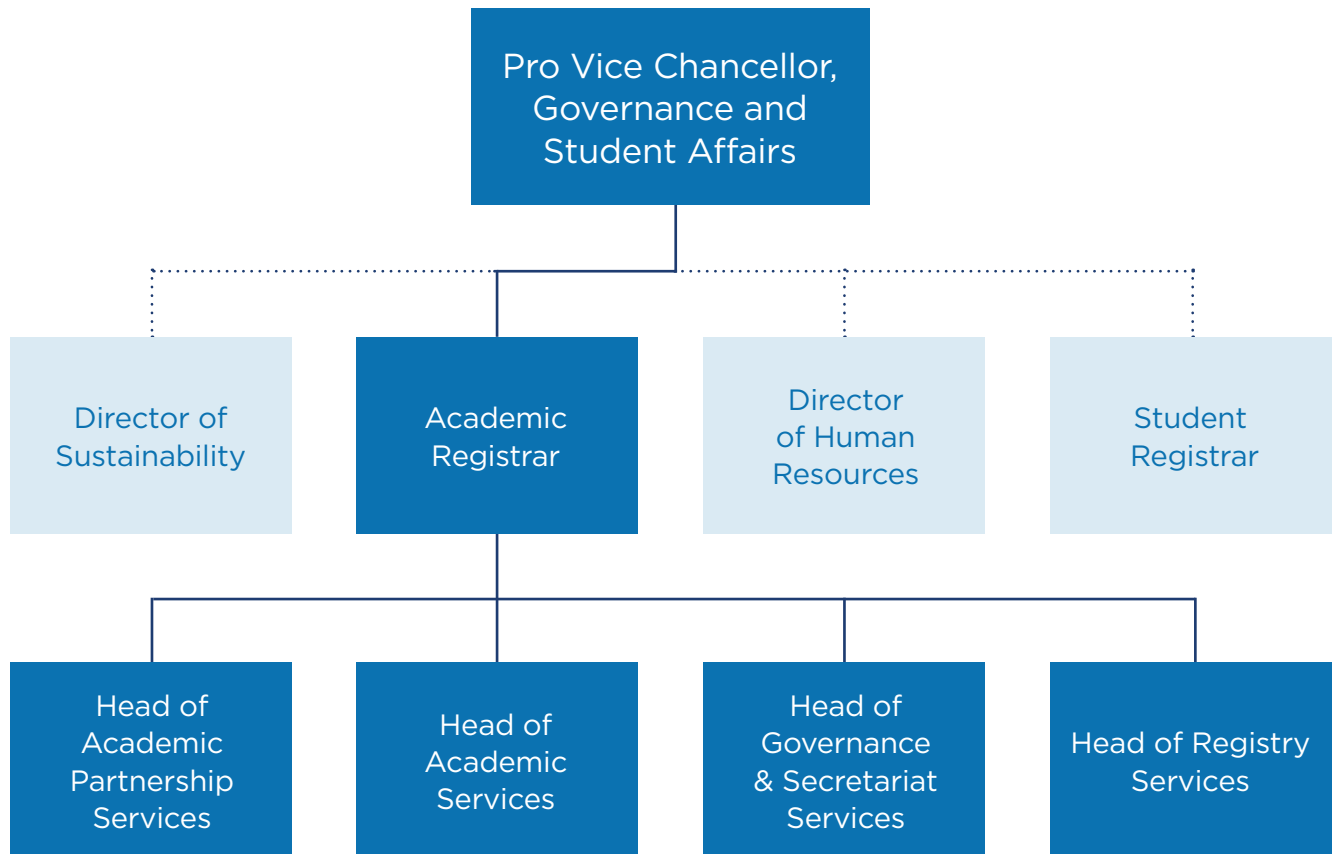 Pro Vice Chancellor,
Governance and
Student Affairs
Director of
Sustainability
Academic
Registrar
Director
of Human
Resources
Student
Registrar
Head of
Academic
Partnership
Services
Head of
Academic
Services
Head of
Governance
& Secretariat
Services
Head of Registry
Services